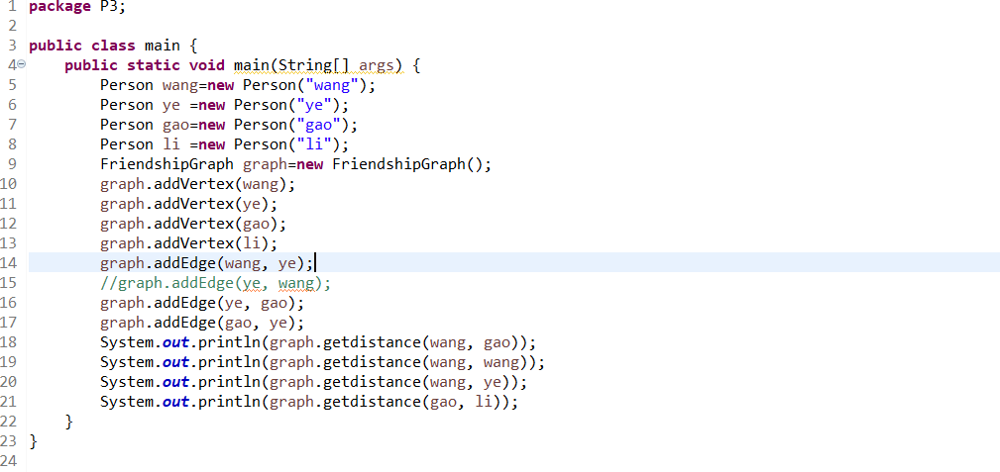 1 package P3;
2
3 public class main {
4 public static void main(String[] args) {
5 Person wang=new Person("wang");
6 Person ye =new Person("ye");
7 Person gao=new Person("gao");
8 Person li =new Person("li");
9 FriendshipGraph graph=new FriendshipGraph();
10 graph.addVertex(wang);
11 graph.addVertex(ye);
12 graph.addVertex(gao);
13 graph.addVertex(li);
14 graph.addEdge(wang, ye);
15 //graph.addEdge(ye, wang);
16 graph.addEdge(ye, gao);
17 graph.addEdge(gao, ye);
18 System.out.println(graph.getdistance(wang, gao));
19 System.out.println(graph.getdistance(wang, wang));
20 System.out.println(graph.getdistance(wang, ye));
21 System.out.println(graph.getdistance(gao, li));
22 }
23 }
24